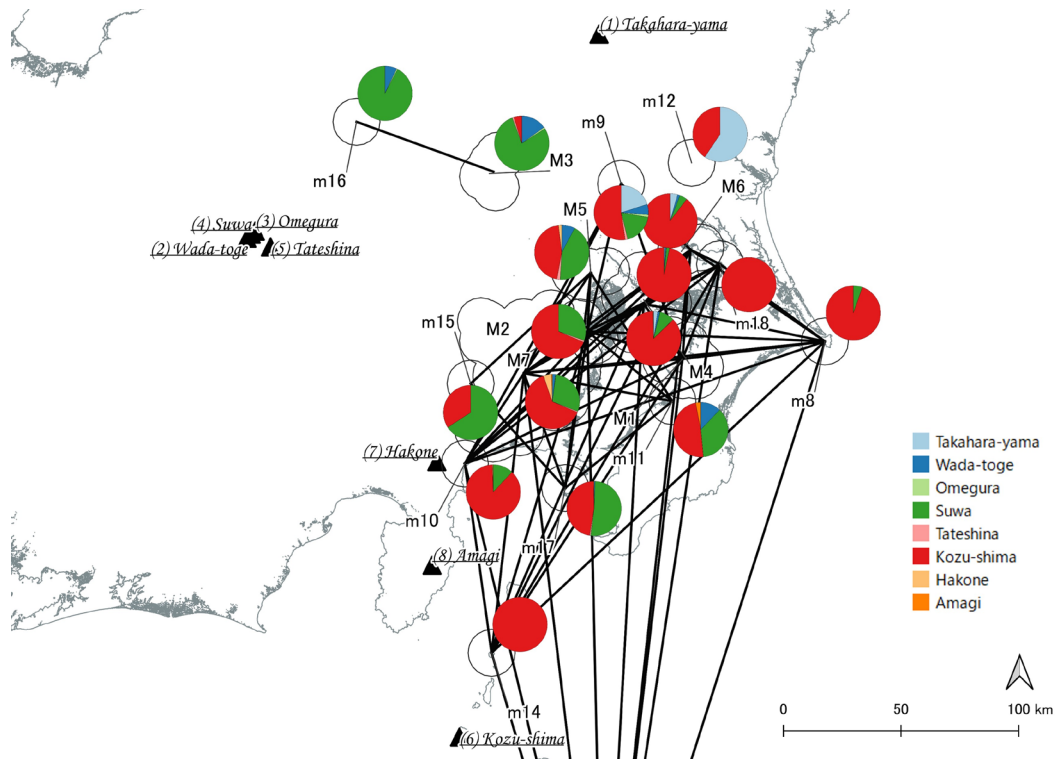 (1) Takahara-yama
m12
m9
M3
m16
M6
M5
(4) Suwa
(3) Omegura
(2) Wada-toge
(5) Tateshina
m15
M2
m18
M7
M4
m8
M1
(7) Hakone
m11
m10
m17
(8) Amagi
m14
(6) Kozu-shima
Takahara-yama
Wada-toge
Omegura
Suwa
Tateshina
Kozu-shima
Hakone
Amagi
0 50 100 km